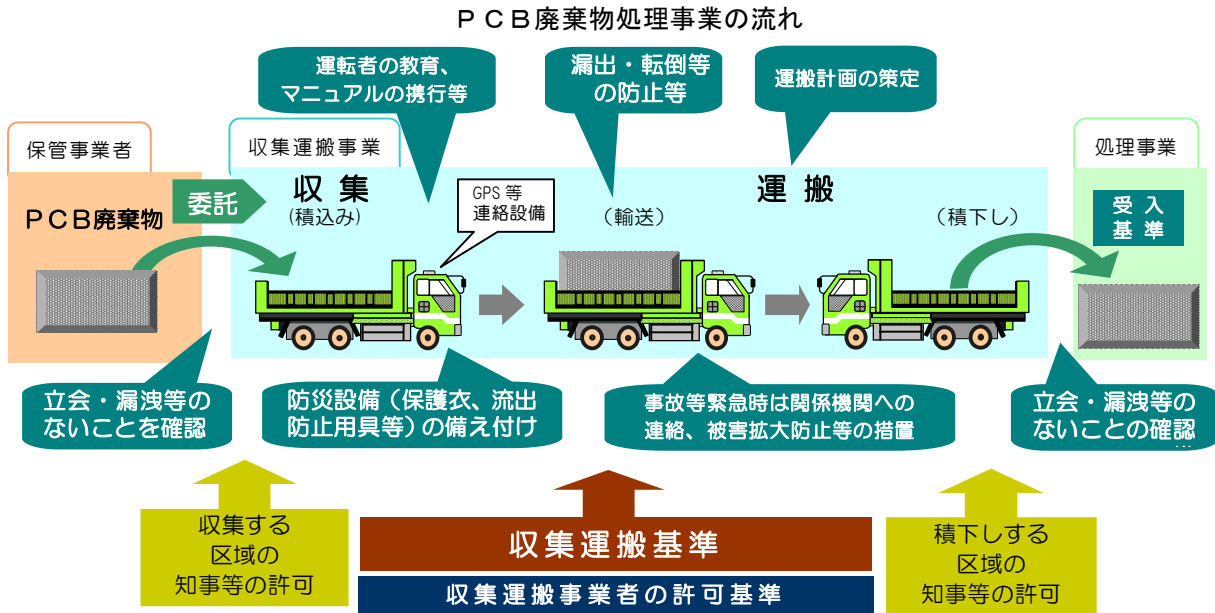 ＰＣＢ廃棄物処理事業の流れ
運転者の教育、
マニュアルの携行等
漏出・転倒等
の防止等
運搬計画の策定
保管事業者
収集運搬事業
処理事業
ＰＣＢ廃棄物
委託
収 集
(積込み)
GPS 等
連絡設備
運 搬
（輸送）
（積下し）
受 入
基 準
立会・漏洩等の
ないことを確認
防災設備（保護衣、流出
防止用具等）の備え付け
事故等緊急時は関係機関への
連絡、被害拡大防止等の措置
立会・漏洩等の
ないことの確認
収集する
区域の
知事等の許可
収集運搬基準
収集運搬事業者の許可基準
積下しする
区域の
知事等の許可